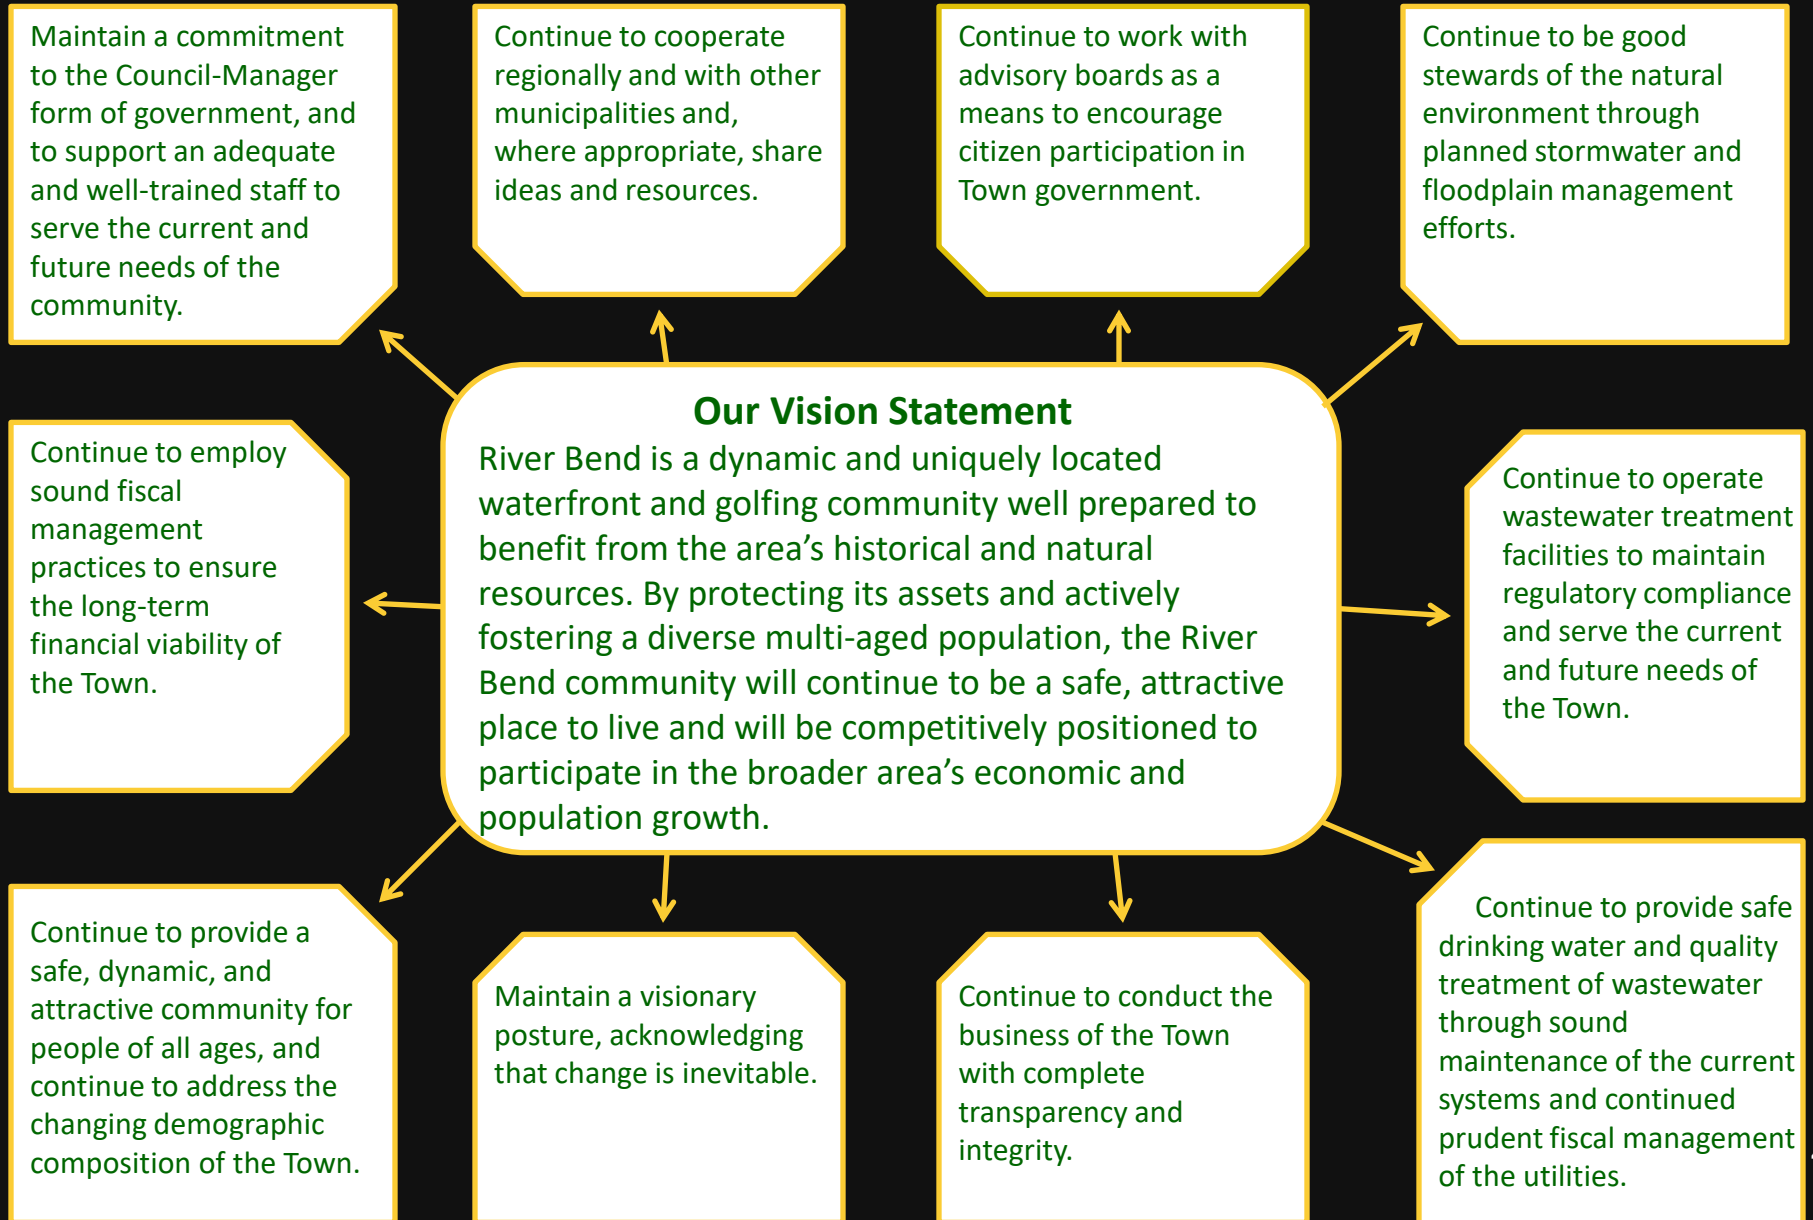 Maintain a commitment
to the Council-Manager
form of government, and
to support an adequate
and well-trained staff to
serve the current and
future needs of the
community.
Continue to cooperate
regionally and with other
municipalities and,
where appropriate, share
ideas and resources.
Continue to work with
advisory boards as a
means to encourage
citizen participation in
Town government.
Continue to be good
stewards of the natural
environment through
planned stormwater and
floodplain management
efforts.
Continue to employ
sound fiscal
management
practices to ensure
the long-term
financial viability of
the Town.
Our Vision Statement
River Bend is a dynamic and uniquely located
waterfront and golfing community well prepared to
benefit from the area’s historical and natural
resources. By protecting its assets and actively
fostering a diverse multi-aged population, the River
Bend community will continue to be a safe, attractive
place to live and will be competitively positioned to
participate in the broader area’s economic and
population growth.
Continue to operate
wastewater treatment
facilities to maintain
regulatory compliance
and serve the current
and future needs of
the Town.
Continue to provide a
safe, dynamic, and
attractive community for
people of all ages, and
continue to address the
changing demographic
composition of the Town.
Maintain a visionary
posture, acknowledging
that change is inevitable.
Continue to conduct the
business of the Town
with complete
transparency and
integrity.
Continue to provide safe
drinking water and quality
treatment of wastewater
through sound
maintenance of the current
systems and continued
prudent fiscal management
of the utilities.